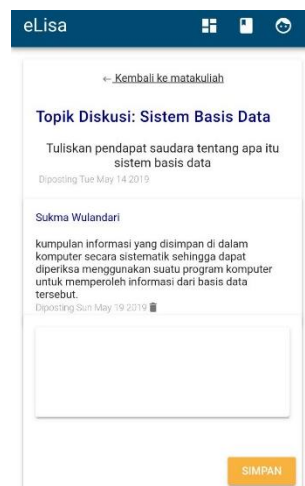 eLisa
← Kembali ke matakuliah
Topik Diskusi: Sistem Basis Data
Tuliskan pendapat saudara tentang apa itu
sistem basis data
Diposting Tue May 14 2019
Sukma Wulandari
kumpulan informasi yang disimpan di dalam
komputer secara sistematik sehingga dapat
diperiksa menggunakan suatu program komputer
untuk memperoleh informasi dari basis data
tersebut.
Diposting Sun May 19 2019
SIMPAN